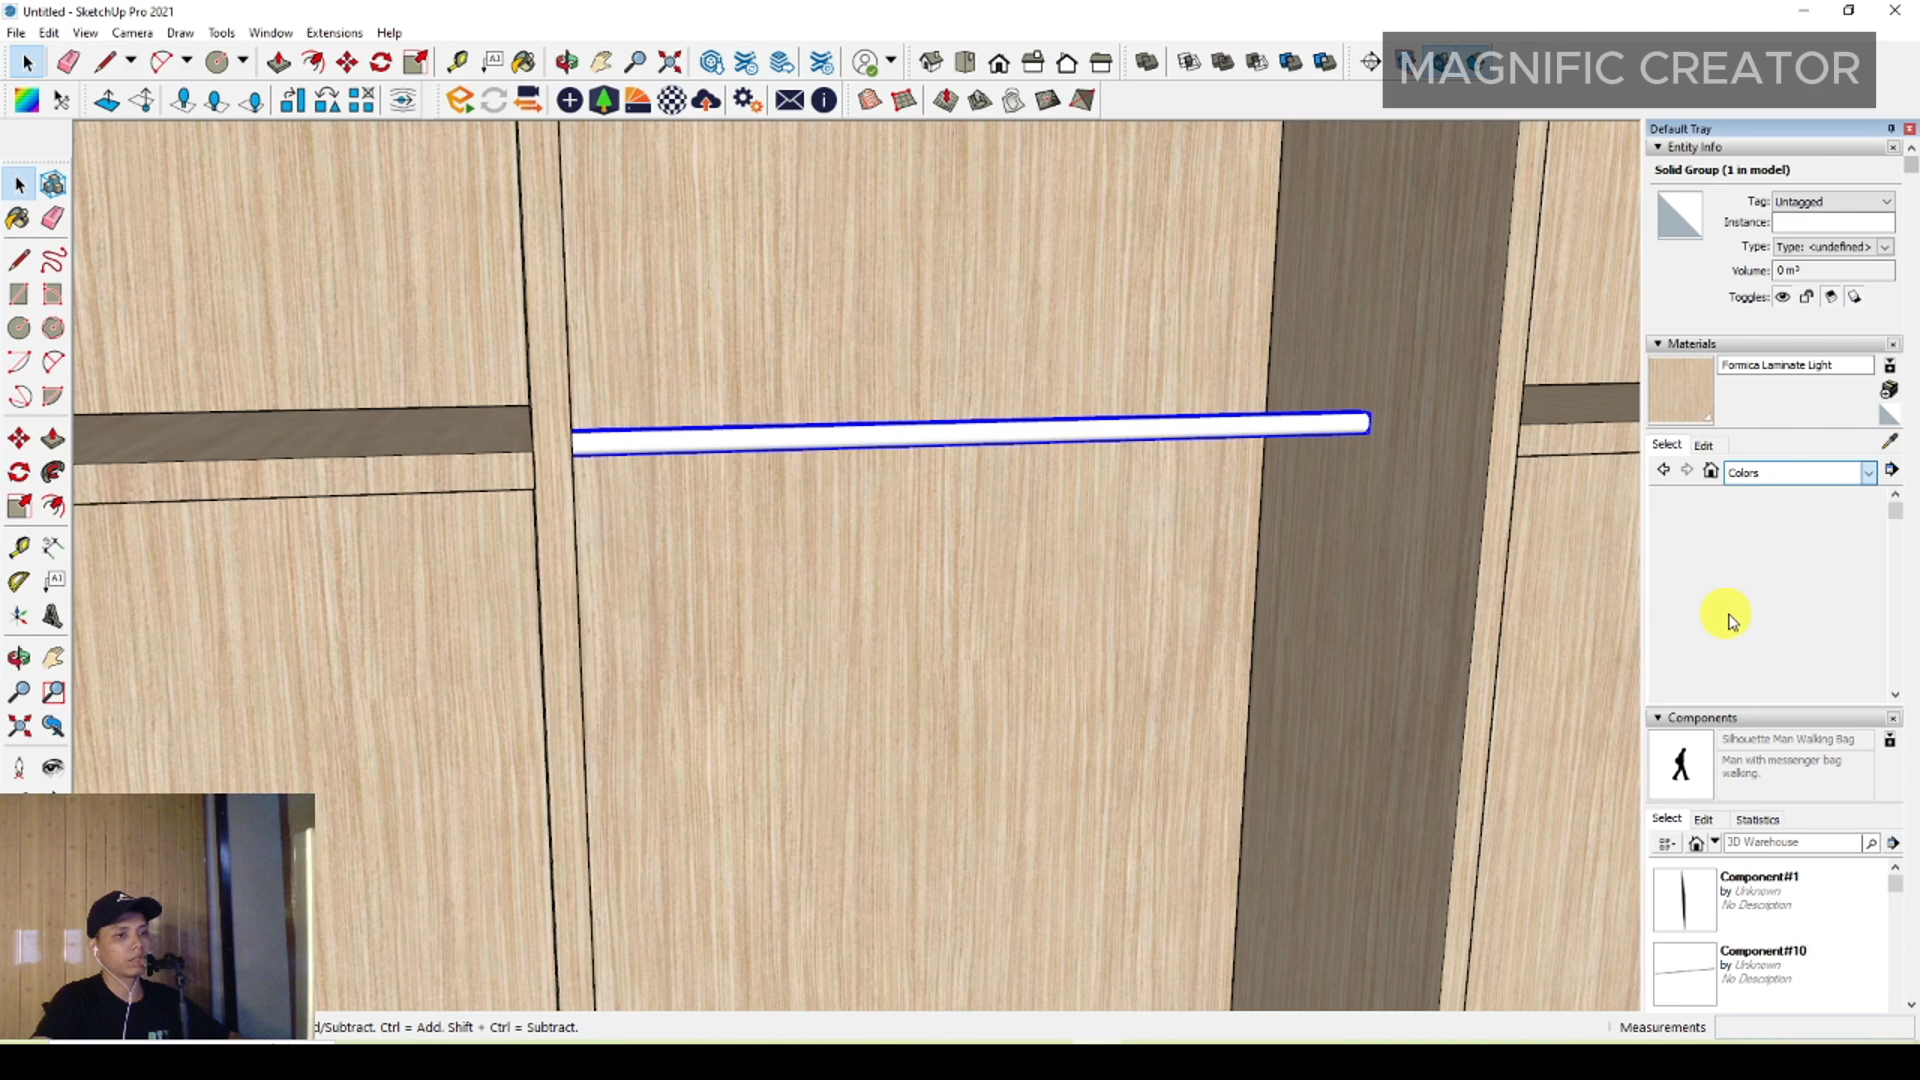 Untitled - SketchUp Pro 2021
File Edit View Camera Draw Tools Window Extensions Help
MAGNIFIC CREATOR
Default Tray
Entity Info
Solid Group (1 in model)
Tag: Untagged
Instance:
Type: Type: <undefined>
Volume: 0 m³
Toggles:
Materials
Formica Laminate Light
Select Edit
Colors
Components
Silhouette Man Walking Bag
Man with messenger bag
walking.
Select Edit Statistics
3D Warehouse
Component#1
by Unknown
No Description
Component#10
by Unknown
No Description
d/Subtract. Ctrl = Add. Shift + Ctrl = Subtract.
Measurements